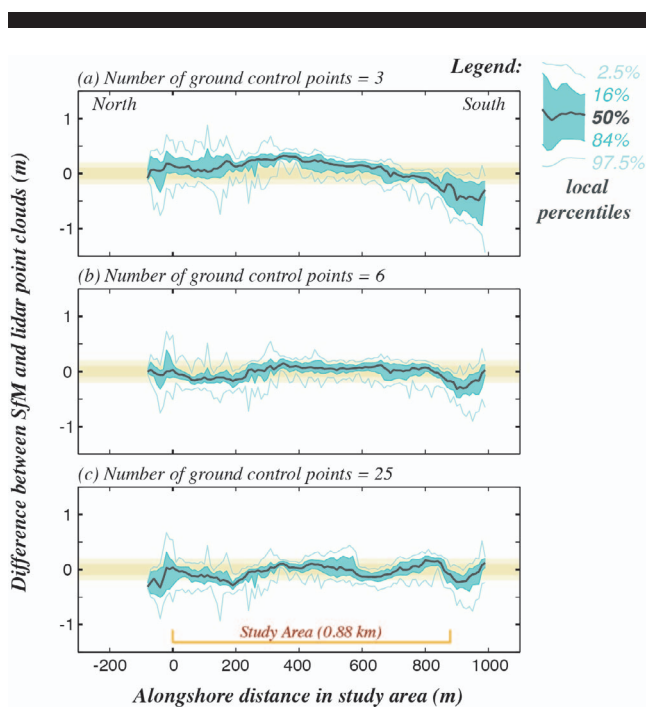 Legend:
2.5%
16%
50%
84%
97.5%
local
percentiles
(a) Number of ground control points = 3
North
South
1
0
-1
(b) Number of ground control points = 6
1
0
-1
(c) Number of ground control points = 25
1
0
-1
Study Area (0.88 km)
-200 0 200 400 600 800 1000
Alongshore distance in study area (m)
Difference between SfM and lidar point clouds (m)